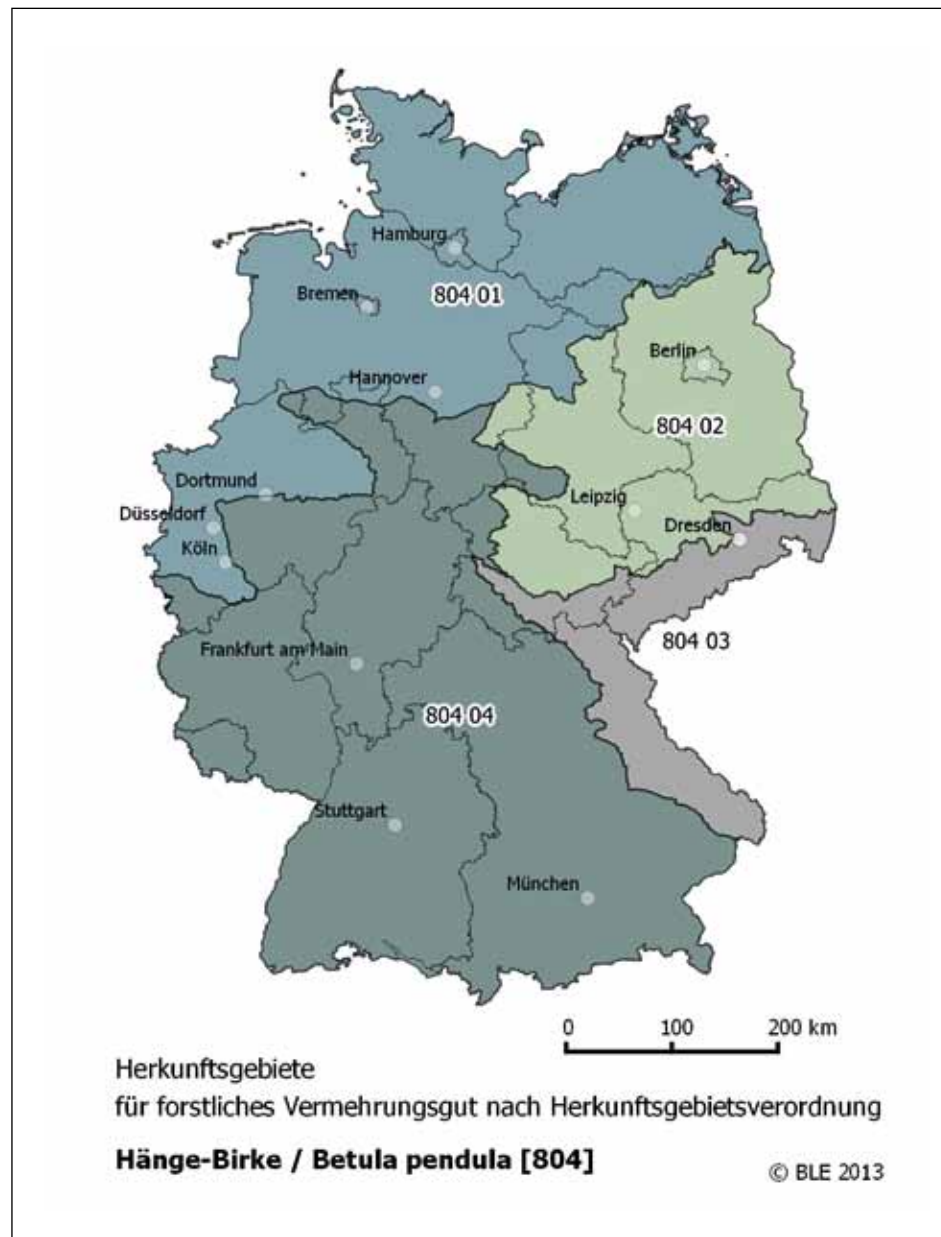 Hamburg
804 01
Bremen
Berlin
Hannover
804 02
Dortmund
Leipzig
Düsseldorf
Dresden
Köln
804 03
Frankfurt am Main
804 04
Stuttgart
München
0 100 200 km
Herkunftsgebiete
für forstliches Vermehrungsgut nach Herkunftsgebietsverordnung
Hänge-Birke / Betula pendula [804]
© BLE 2013